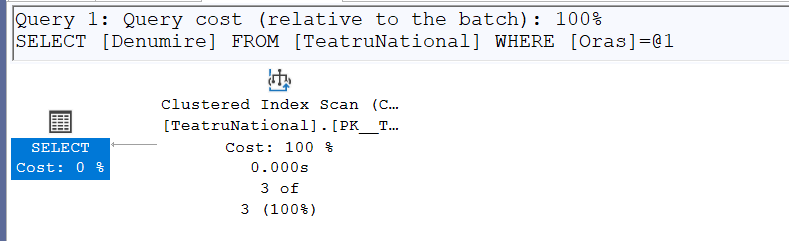 Query 1: Query cost (relative to the batch): 100%
SELECT [Denumire] FROM [TeatruNational] WHERE [Oras]=@1
Clustered Index Scan (C…
[TeatruNational].[PK__T…
Cost: 100 %
0.000s
3 of
3 (100%)
SELECT
Cost: 0 %